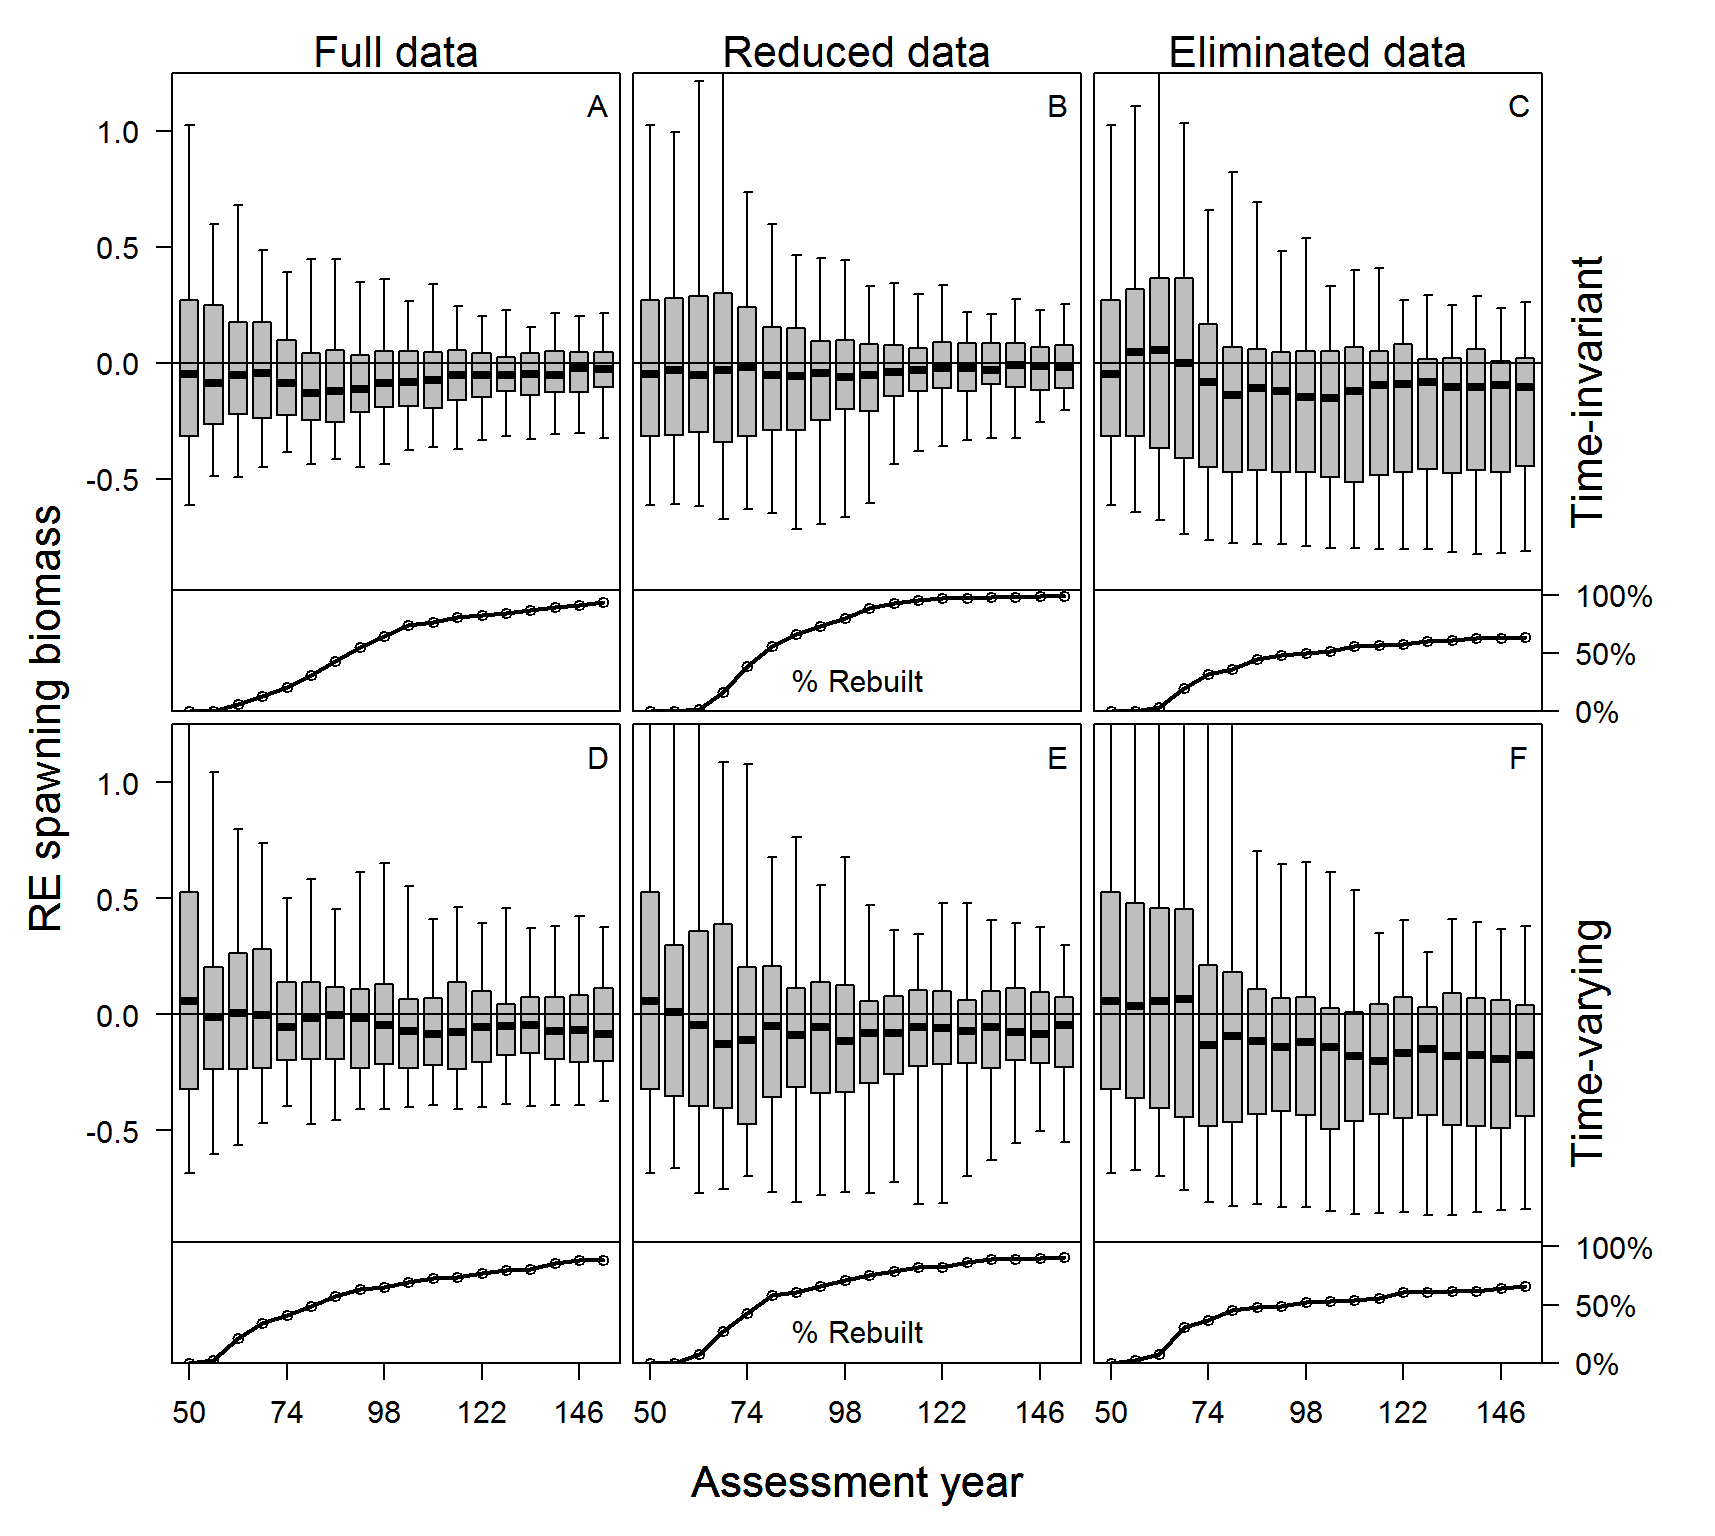 Full data
Reduced data
Eliminated data
A
B
C
1.0
0.5
0.0
-0.5
Time-invariant
% Rebuilt
100%
50%
0%
RE spawning biomass
D
E
F
1.0
0.5
0.0
-0.5
Time-varying
% Rebuilt
100%
50%
0%
50 74 98 122 146
50 74 98 122 146
50 74 98 122 146
Assessment year